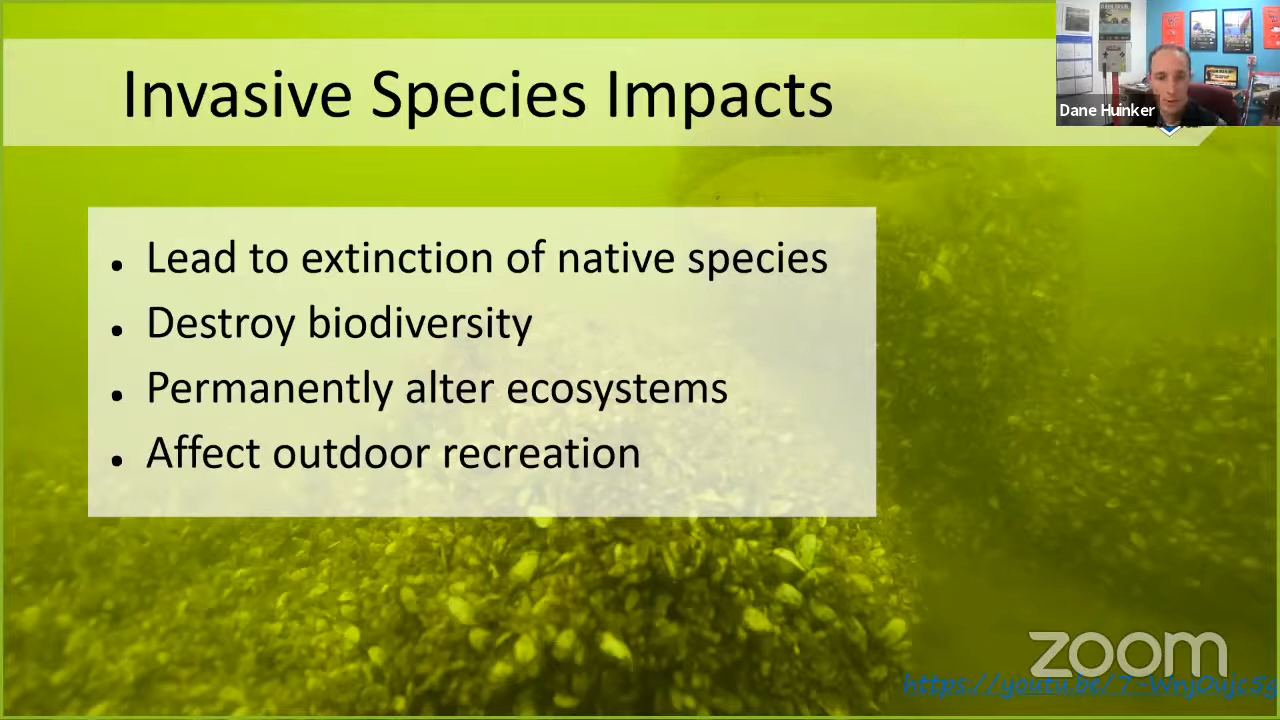 Invasive Species Impacts
Dane Huinker
• Lead to extinction of native species
• Destroy biodiversity
• Permanently alter ecosystems
• Affect outdoor recreation
zoom